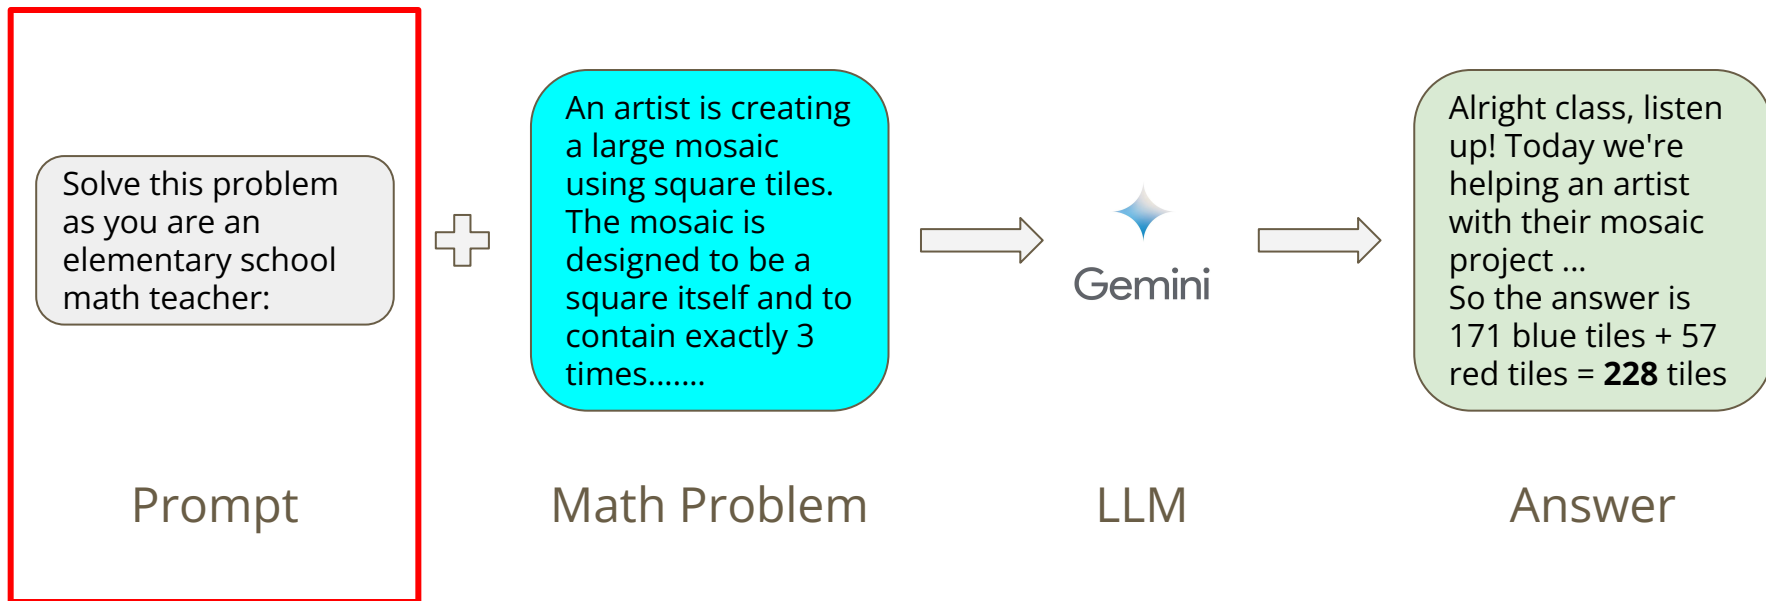 Solve this problem
as you are an
elementary school
math teacher:
Prompt
An artist is creating
a large mosaic
using square tiles.
The mosaic is
designed to be a
square itself and to
contain exactly 3
times.......
Math Problem
Gemini
LLM
Alright class, listen
up! Today we're
helping an artist
with their mosaic
project ...
So the answer is
171 blue tiles + 57
red tiles = 228 tiles
Answer